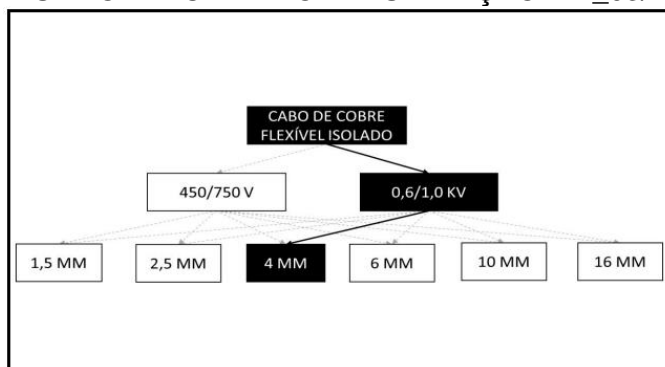 CABO DE COBRE
FLEXÍVEL ISOLADO
450/750 V
0,6/1,0 KV
1,5 MM
2,5 MM
4 MM
6 MM
10 MM
16 MM